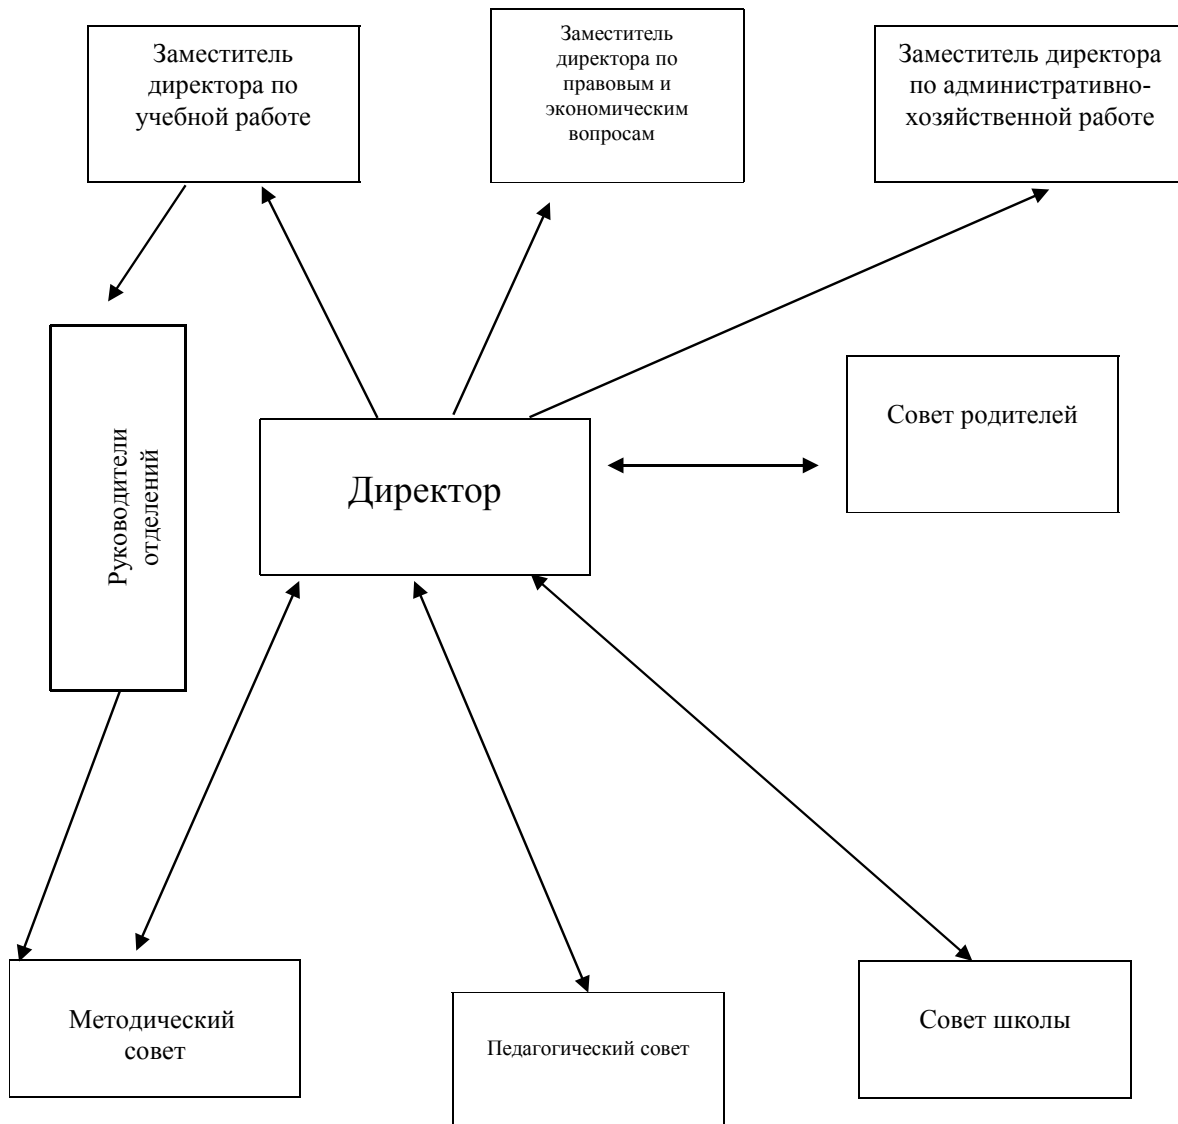 Заместитель
директора по
учебной работе
Заместитель
директора по
правовым и
экономическим
вопросам
Заместитель директора
по административно-
хозяйственной работе
Руководители
отделений
Директор
Совет родителей
Методический
совет
Педагогический совет
Совет школы